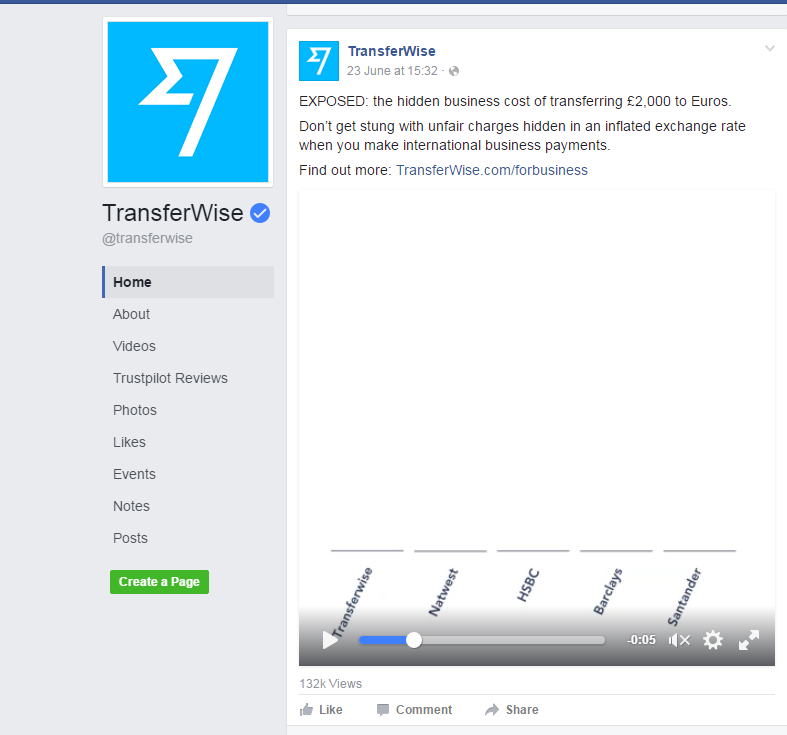 TransferWise
@transferwise
Home
About
Videos
Trustpilot Reviews
Photos
Likes
Events
Notes
Posts
Create a Page
TransferWise
23 June at 15:32 ·
EXPOSED: the hidden business cost of transferring £2,000 to Euros.
Don't get stung with unfair charges hidden in an inflated exchange rate
when you make international business payments.
Find out more: TransferWise.com/forbusiness
Transferwise
Natwest
HSBC
Barclays
Santander
-0:05
132k Views
Like
Comment
Share